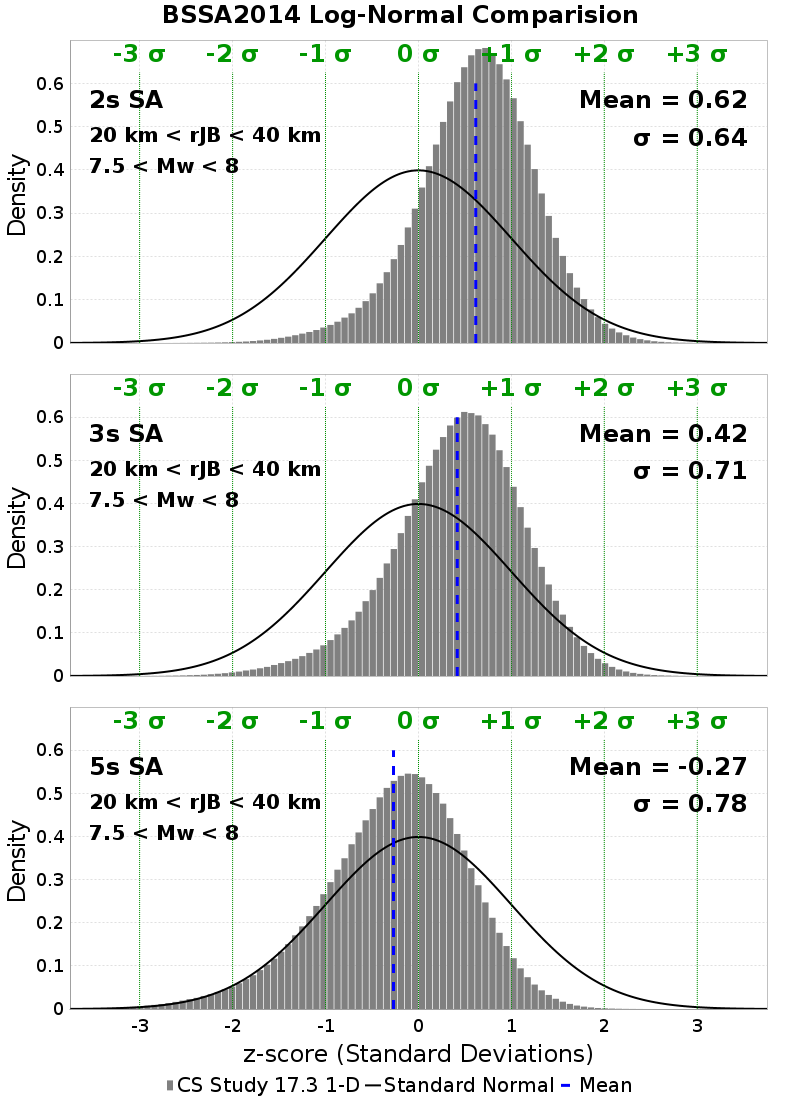 BSSA2014 Log-Normal Comparision
-3 σ -2 σ -1 σ 0 σ +1 σ +2 σ +3 σ
0.6
2s SA Mean = 0.62
0.5
20 km < rJB < 40 km σ = 0.64
7.5 < Mw < 8
0.4
Density
0.3
0.2
0.1
0
-3 σ -2 σ -1 σ 0 σ +1 σ +2 σ +3 σ
0.6
3s SA Mean = 0.42
0.5
20 km < rJB < 40 km σ = 0.71
7.5 < Mw < 8
0.4
Density
0.3
0.2
0.1
0
-3 σ -2 σ -1 σ 0 σ +1 σ +2 σ +3 σ
0.6
5s SA Mean = -0.27
0.5
20 km < rJB < 40 km σ = 0.78
7.5 < Mw < 8
0.4
Density
0.3
0.2
0.1
0
-3 -2 -1 0 1 2 3
z-score (Standard Deviations)
CS Study 17.3 1-D Standard Normal Mean